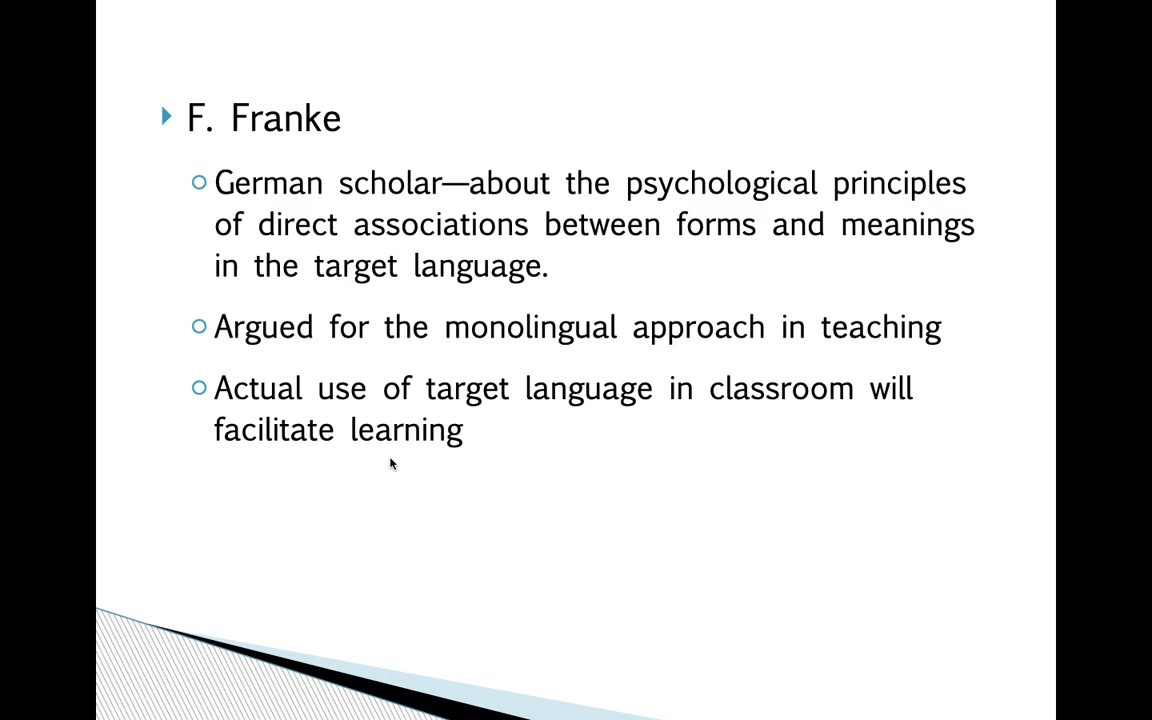 F. Franke
German scholar—about the psychological principles
of direct associations between forms and meanings
in the target language.
Argued for the monolingual approach in teaching
Actual use of target language in classroom will
facilitate learning